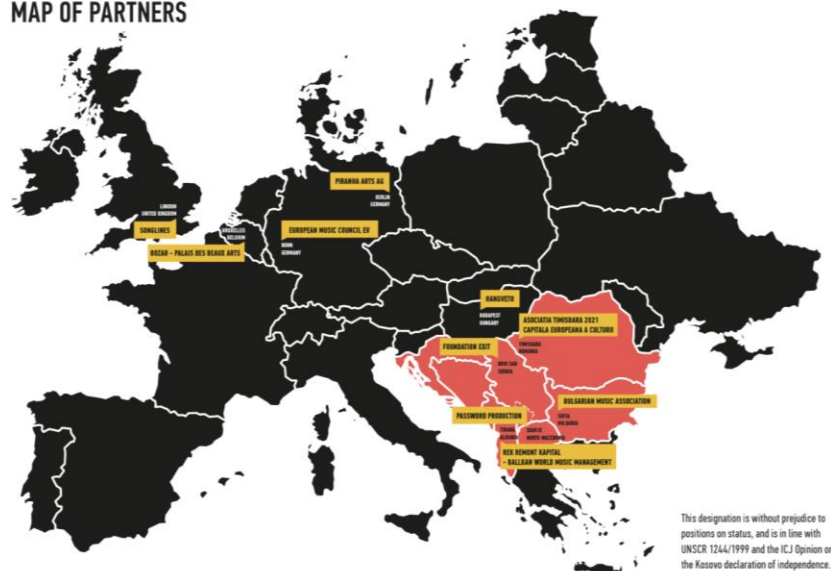 MAP OF PARTNERS
PIRANHA ARTS AG
BERLIN
GERMANY
LONDON
UNITED KINGDOM
SONGLINES
BRUXELLES
BELGIUM
BOZAR – PALAIS DES BEAUX ARTS
EUROPEAN MUSIC COUNCIL EV
BONN
GERMANY
HANGVETO
BUDAPEST
HUNGARY
ASOCIATIA TIMISOARA 2021
CAPITALA EUROPEANA A CULTURII
TIMISOARA
ROMANIA
FOUNDATION EXIT
NOVI SAD
SERBIA
BULGARIAN MUSIC ASSOCIATION
SOFIA
BULGARIA
PASSWORD PRODUCTION
TIRANA
ALBANIA
SKOPJE
NORTH MACEDONIA
REK REMONT KAPITAL
– BALLKAN WORLD MUSIC MANAGEMENT
This designation is without prejudice to
positions on status, and is in line with
UNSCR 1244/1999 and the ICJ Opinion on
the Kosovo declaration of independence.